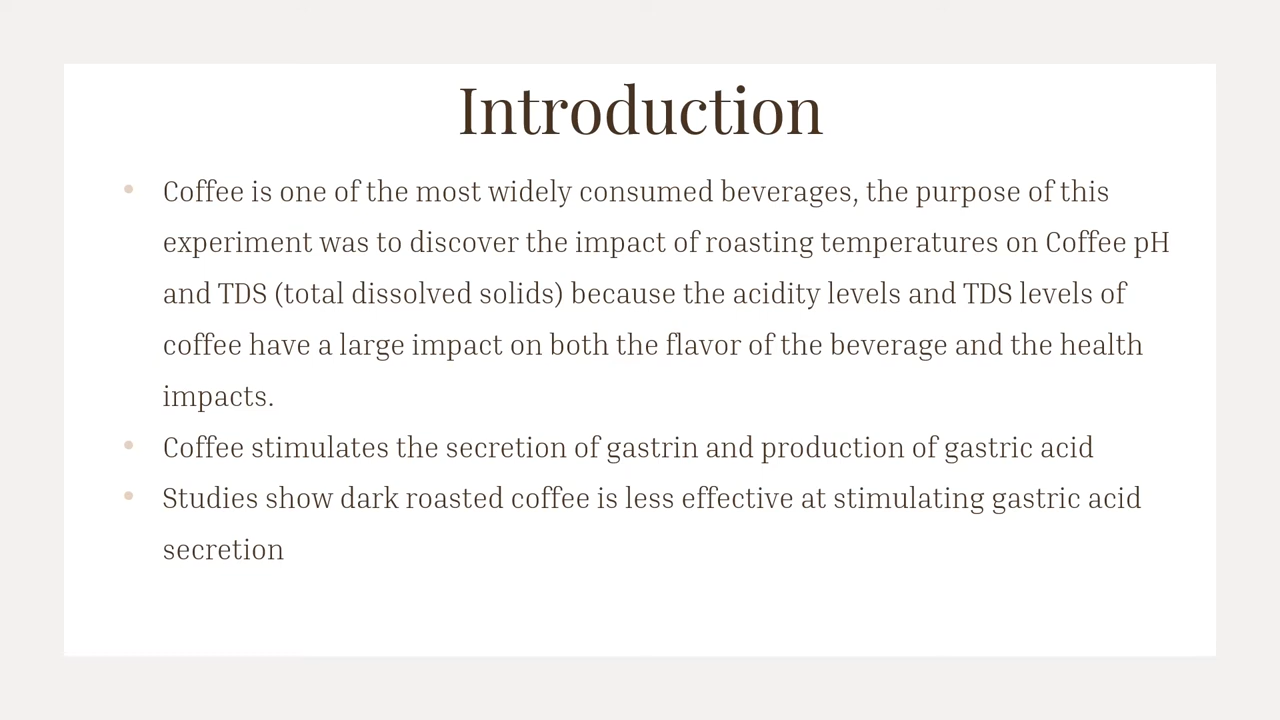 Introduction
• Coffee is one of the most widely consumed beverages, the purpose of this
experiment was to discover the impact of roasting temperatures on Coffee pH
and TDS (total dissolved solids) because the acidity levels and TDS levels of
coffee have a large impact on both the flavor of the beverage and the health
impacts.
• Coffee stimulates the secretion of gastrin and production of gastric acid
• Studies show dark roasted coffee is less effective at stimulating gastric acid
secretion